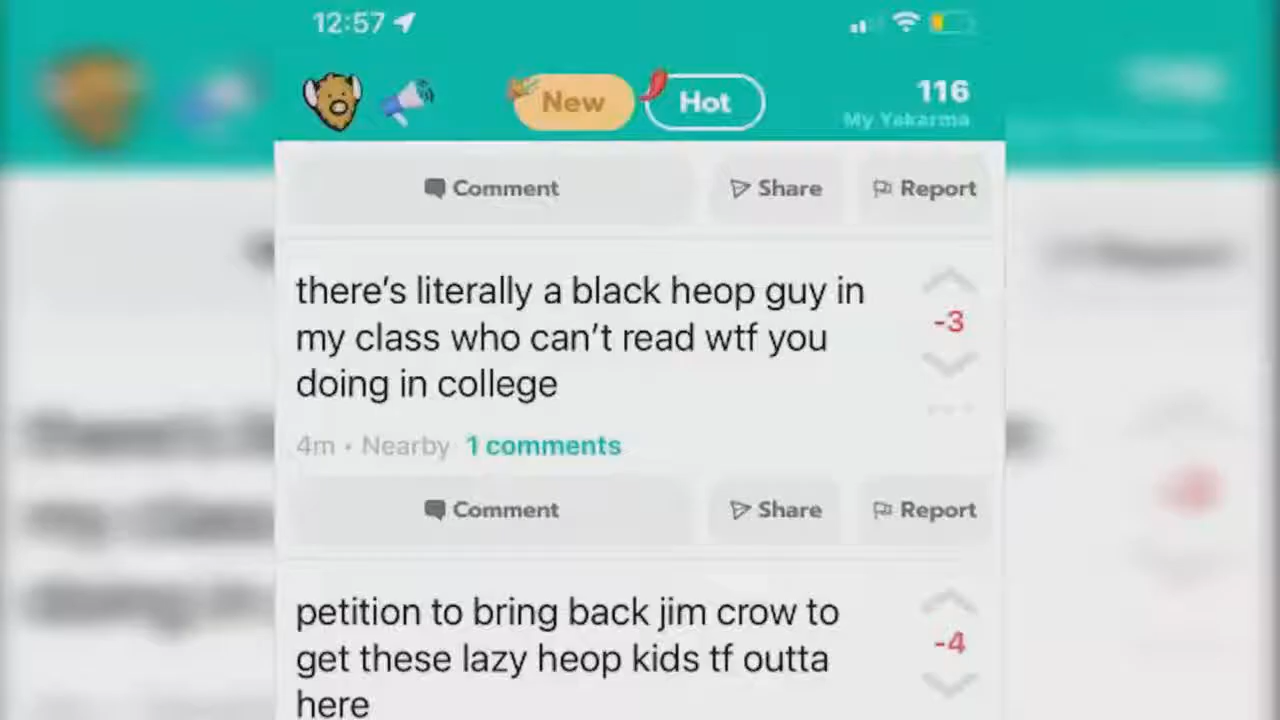 12:57
New
Hot
116
My Yakarma
Comment
Share
Report
there's literally a black heop guy in
my class who can't read wtf you
doing in college
-3
4m • Nearby 1 comments
Comment
Share
Report
petition to bring back jim crow to
get these lazy heop kids tf outta
here
-4